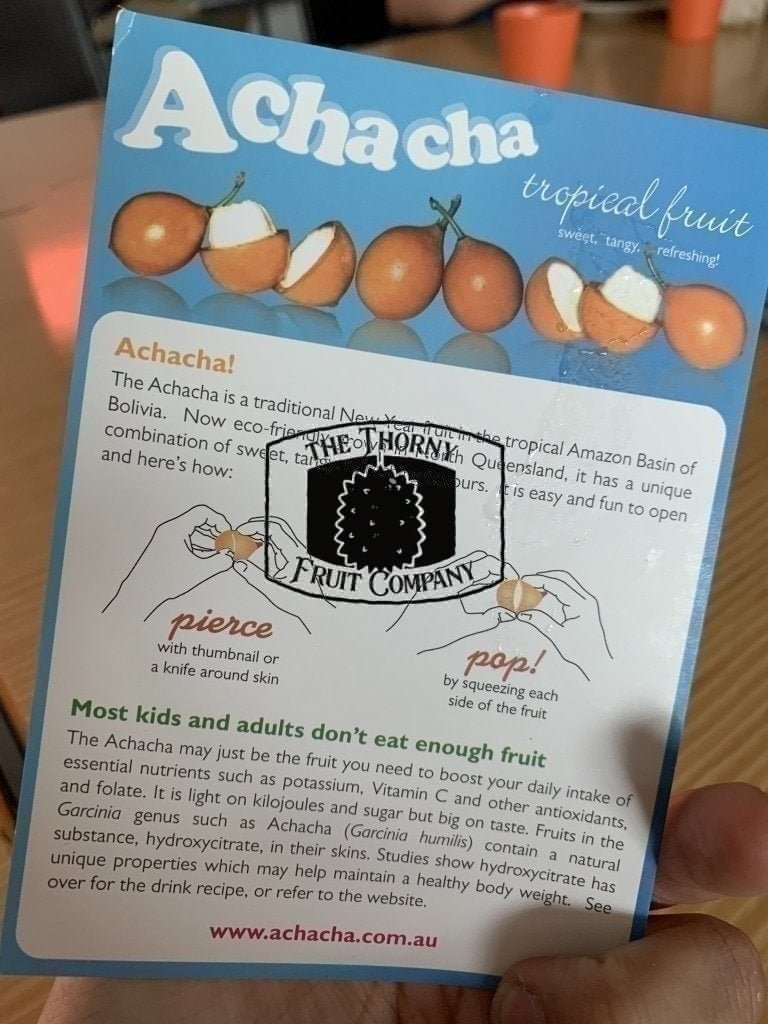 Achacha
tropical fruit
sweet, tangy, refreshing!
Achacha!
The Achacha is a traditional New Year fruit in the tropical Amazon Basin of
Bolivia. Now eco-friendly grown in North Queensland, it has a unique
combination of sweet, tangy ours. It is easy and fun to open
and here's how:
THE THORNY
FRUIT COMPANY
pierce
with thumbnail or
a knife around skin
pop!
by squeezing each
side of the fruit
Most kids and adults don't eat enough fruit
The Achacha may just be the fruit you need to boost your daily intake of
essential nutrients such as potassium, Vitamin C and other antioxidants,
and folate. It is light on kilojoules and sugar but big on taste. Fruits in the
Garcinia genus such as Achacha (Garcinia humilis) contain a natural
substance, hydroxycitrate, in their skins. Studies show hydroxycitrate has
unique properties which may help maintain a healthy body weight. See
over for the drink recipe, or refer to the website.
www.achacha.com.au